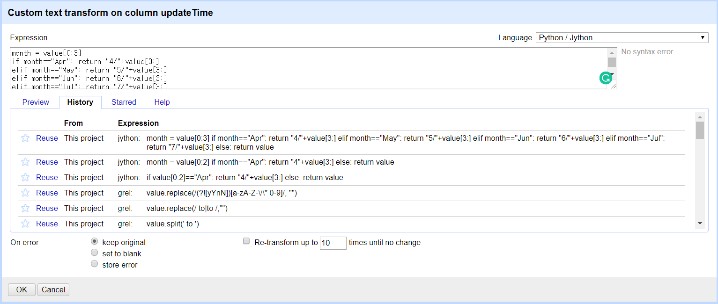 Custom text transform on column updateTime
Expression
Language Python / Jython
month = value[0:3]
if month=="Apr": return "4/"+value[3:]
elif month=="May": return "5/"+value[3:]
elif month=="Jun": return "6/"+value[3:]
elif month=="Jul": return "7/"+value[3:]
No syntax error
Preview History Starred Help
From Expression
Reuse This project jython: month = value[0:3] if month=="Apr": return "4/"+value[3:] elif month=="May": return "5/"+value[3:] elif month=="Jun": return "6/"+value[3:] elif month=="Jul":
return "7/"+value[3:] else: return value
Reuse This project jython: month = value[0:2] if month=="Apr": return "4"+value[3:] else: return value
Reuse This project jython: if value[0:2]=="Apr": return "4/"+value[3:] else return value
Reuse This project grel:
Reuse This project grel: value.replace(/ to|to /,"")
Reuse This project grel: value.split(' to ')
On error
keep original
set to blank
store error
Re-transform up to 10 times until no change
OK Cancel